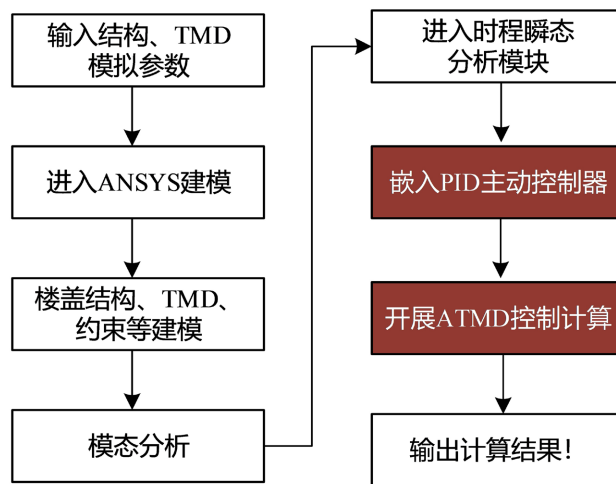 输入结构、TMD
模拟参数
进入ANSYS建模
楼盖结构、TMD、
约束等建模
模态分析
进入时程瞬态
分析模块
嵌入PID主动控制器
开展ATMD控制计算
输出计算结果！